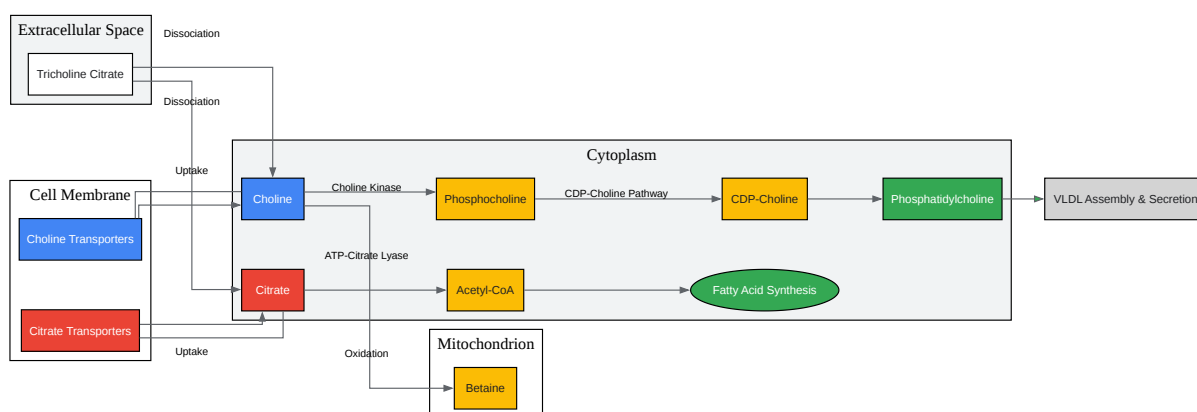 Extracellular Space
Dissociation
Tricholine Citrate
Dissociation
Cytoplasm
Uptake
Cell Membrane
Choline
Choline Kinase
Phosphocholine
CDP-Choline Pathway
CDP-Choline
Phosphatidylcholine
VLDL Assembly & Secretion
Choline Transporters
ATP-Citrate Lyase
Citrate
Acetyl-CoA
Fatty Acid Synthesis
Citrate Transporters
Uptake
Oxidation
Mitochondrion
Betaine